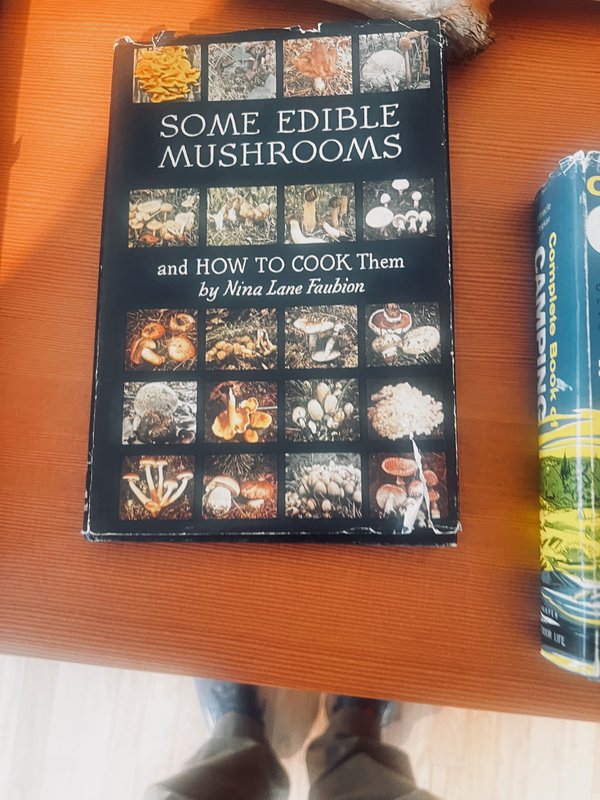 SOME EDIBLE
MUSHROOMS
and HOW TO COOK Them
by Nina Lane Faubion
Complete Book of
CAMPING